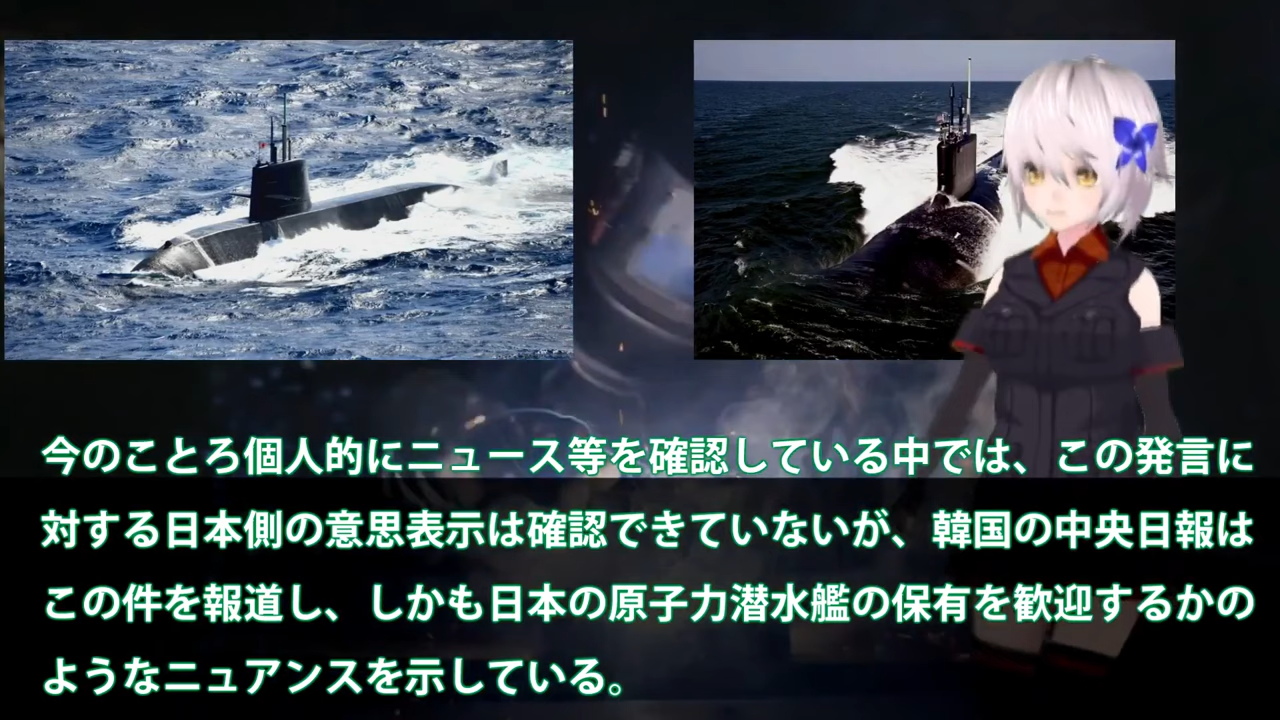 今のことろ個人的にニュース等を確認している中では、この発言に
対する日本側の意思表示は確認できていないが、韓国の中央日報は
この件を報道し、しかも日本の原子力潜水艦の保有を歓迎するかの
ようなニュアンスを示している。